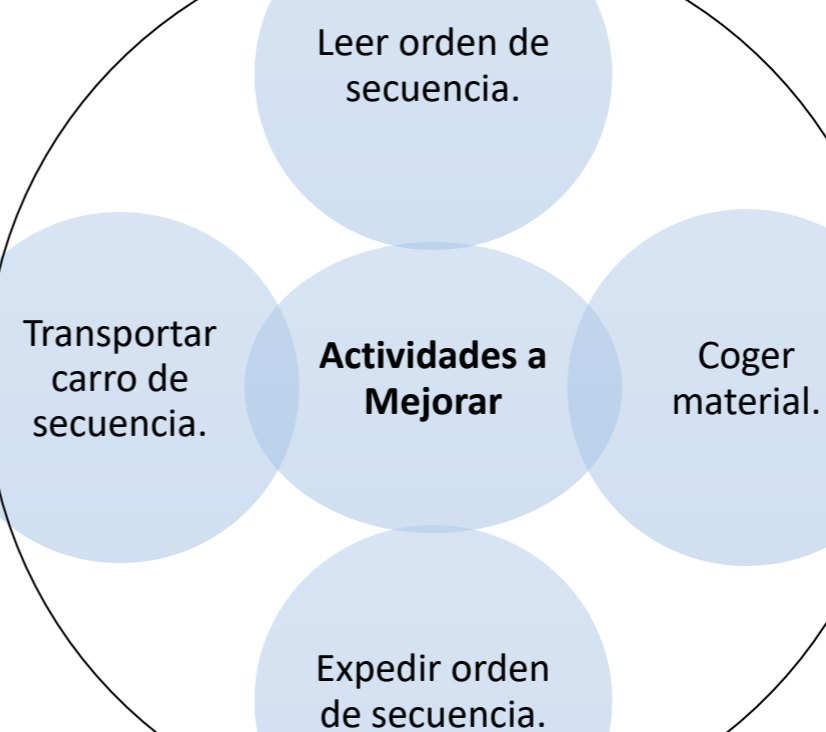 Leer orden de
secuencia.
Transportar
carro de
secuencia.
Actividades a
Mejorar
Coger
material.
Expedir orden
de secuencia.